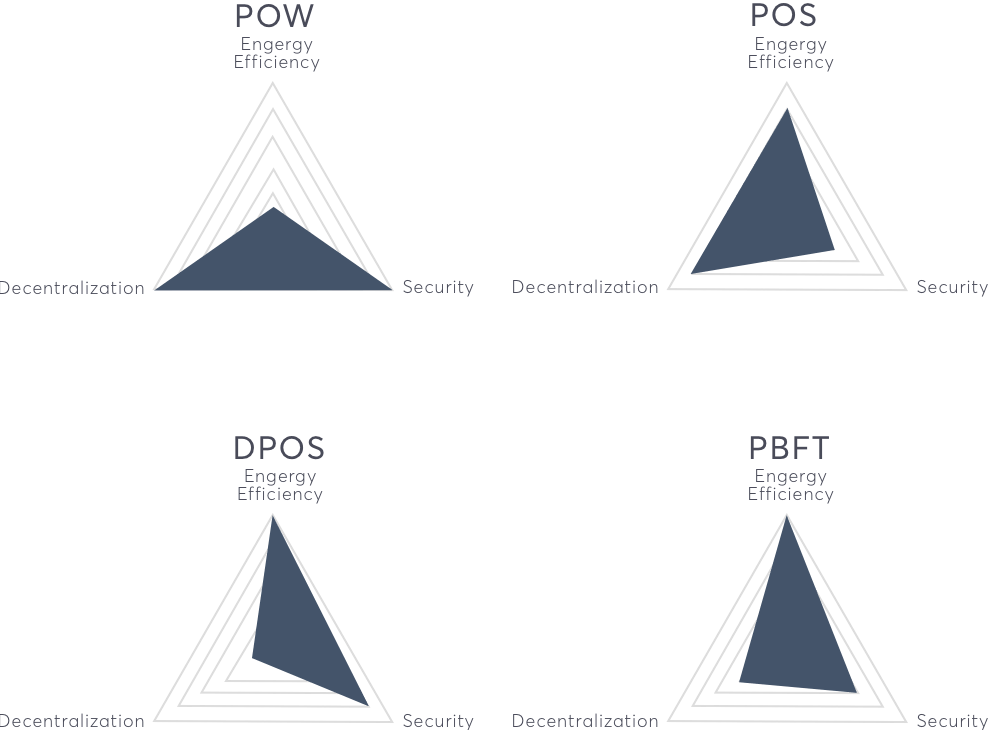 POW
Engergy
Efficiency
Decentralization
Security
POS
Engergy
Efficiency
Decentralization
Security
DPOS
Engergy
Efficiency
Decentralization
Security
PBFT
Engergy
Efficiency
Decentralization
Security